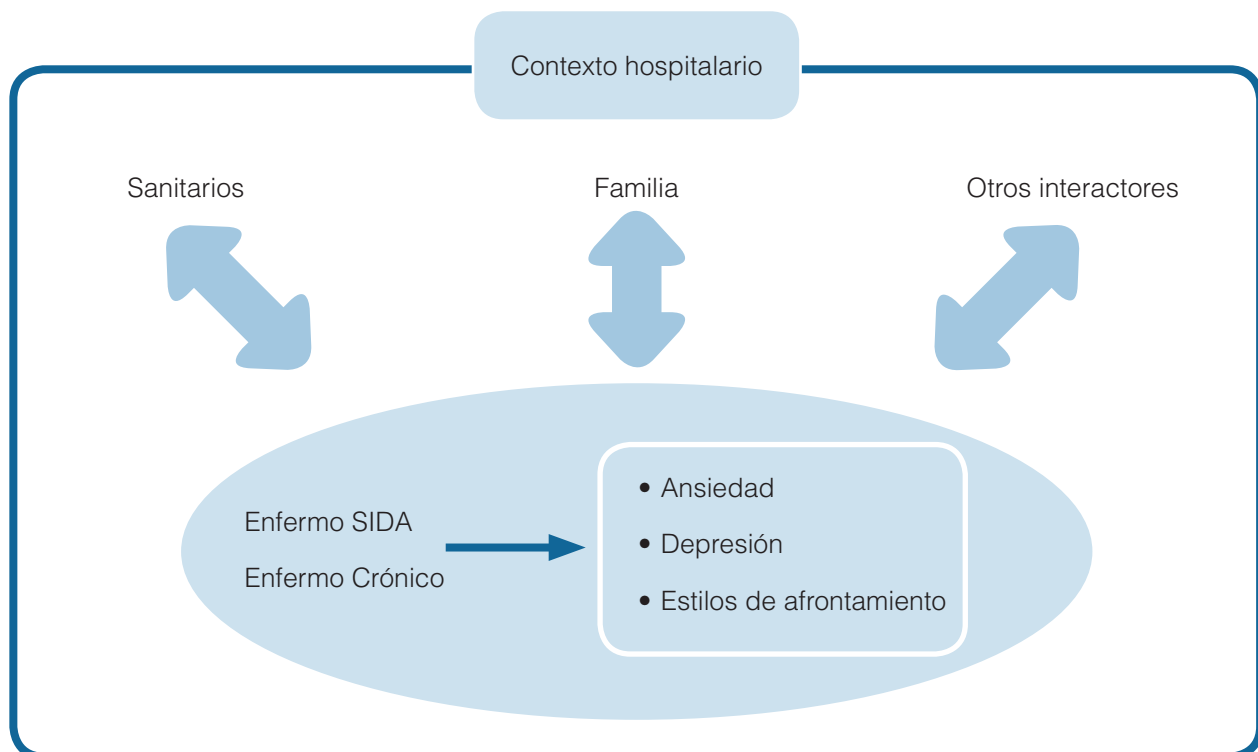 Contexto hospitalario
Sanitarios
Familia
Otros interactores
Enfermo SIDA
Enfermo Crónico
• Ansiedad
• Depresión
• Estilos de afrontamiento